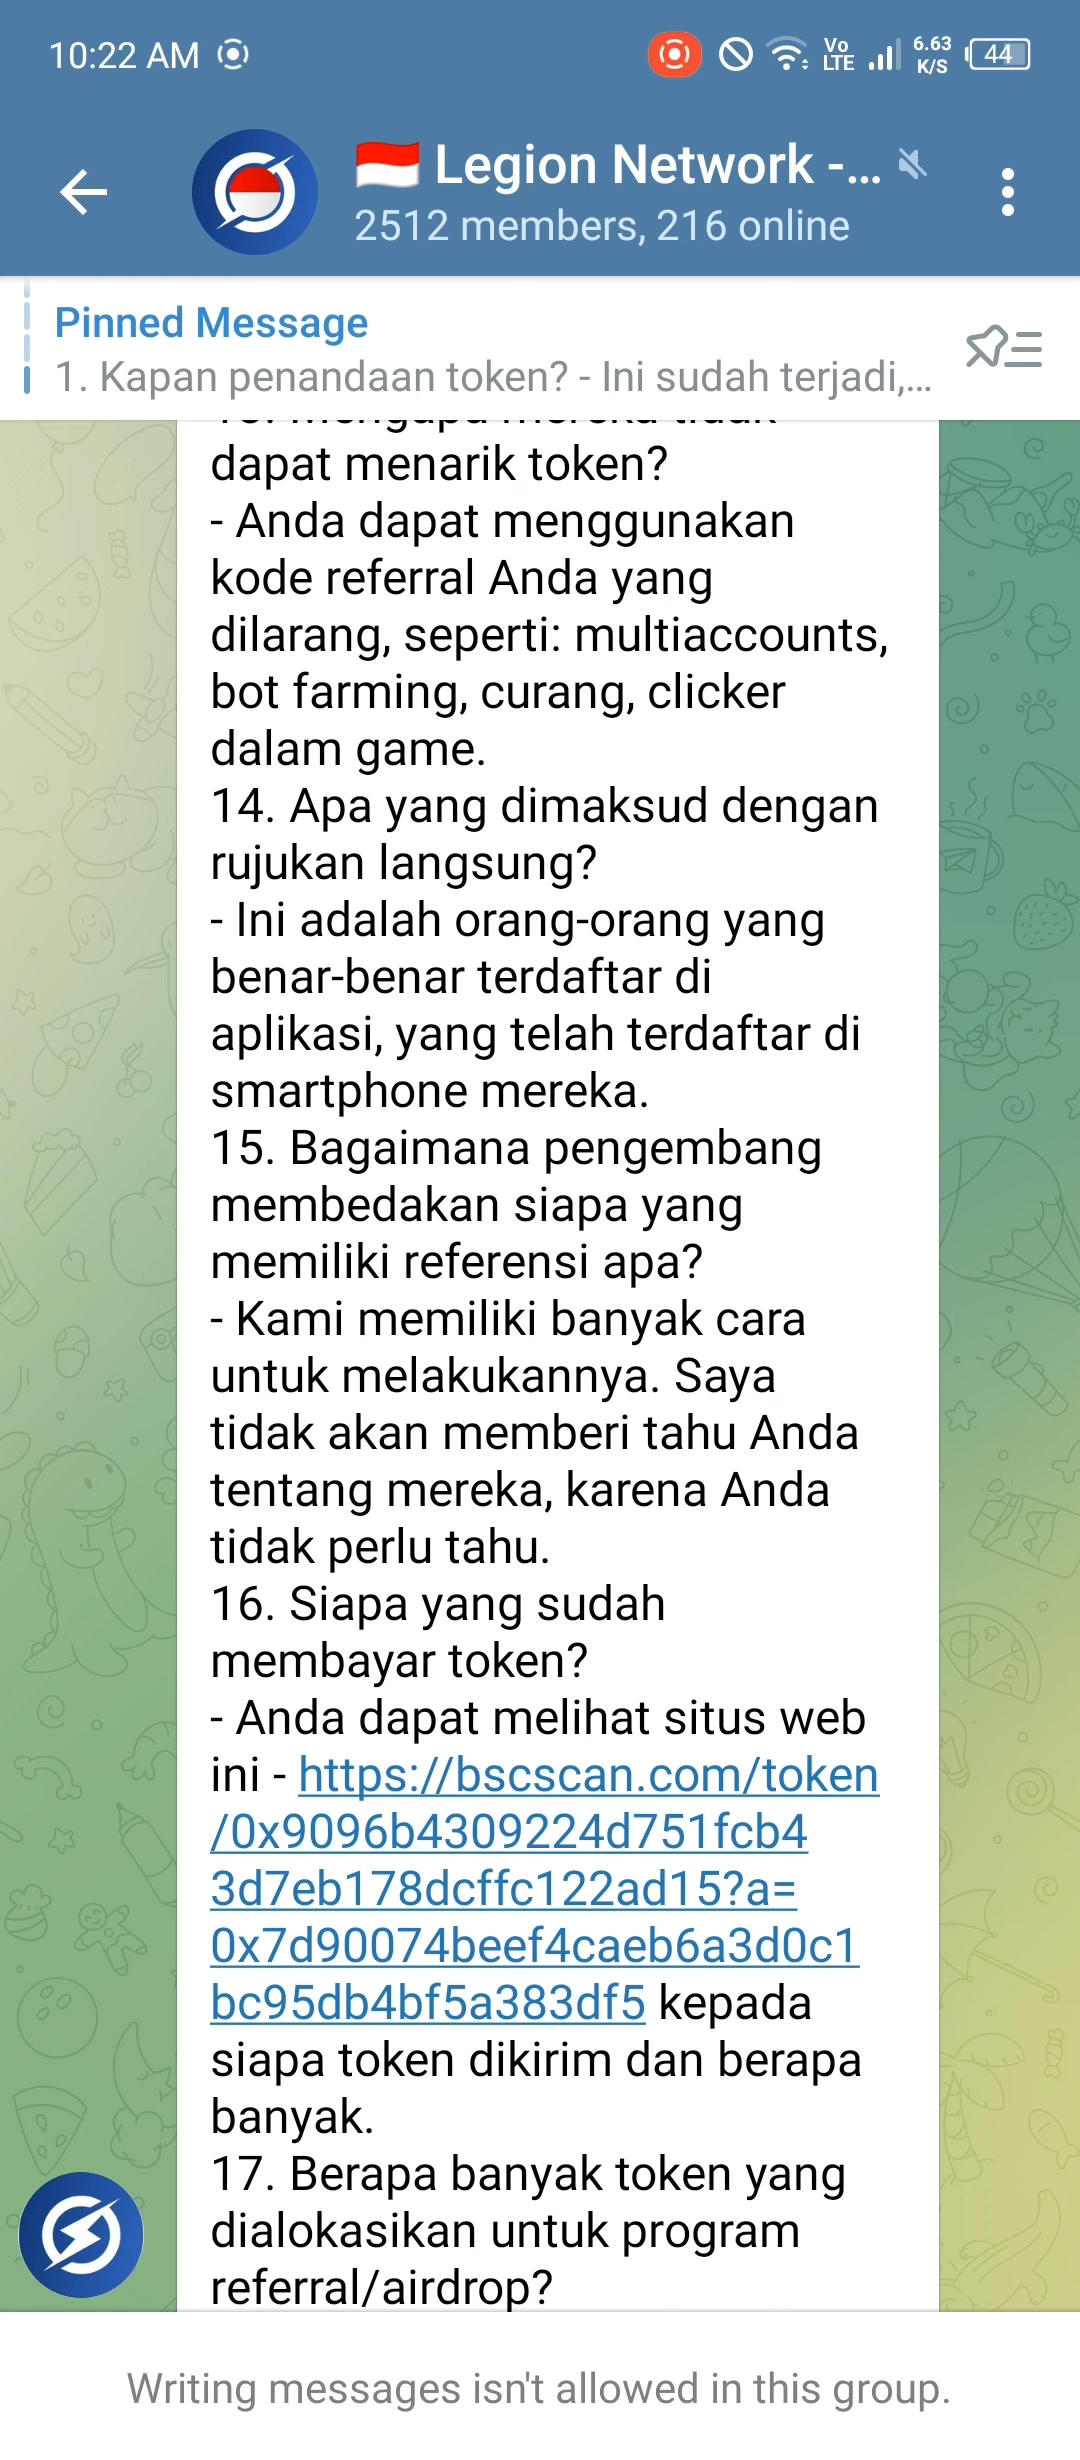 10:22 AM
Vo LTE
6.63 K/S
44
Legion Network -...
2512 members, 216 online
Pinned Message
1. Kapan penandaan token? - Ini sudah terjadi,...
13. Mengapa mereka tidak
dapat menarik token?
- Anda dapat menggunakan
kode referral Anda yang
dilarang, seperti: multiaccounts,
bot farming, curang, clicker
dalam game.
14. Apa yang dimaksud dengan
rujukan langsung?
- Ini adalah orang-orang yang
benar-benar terdaftar di
aplikasi, yang telah terdaftar di
smartphone mereka.
15. Bagaimana pengembang
membedakan siapa yang
memiliki referensi apa?
- Kami memiliki banyak cara
untuk melakukannya. Saya
tidak akan memberi tahu Anda
tentang mereka, karena Anda
tidak perlu tahu.
16. Siapa yang sudah
membayar token?
- Anda dapat melihat situs web
ini - https://bscscan.com/token
/0x9096b4309224d751fcb4
3d7eb178dcffc122ad15?a=
0x7d90074beef4caeb6a3d0c1
bc95db4bf5a383df5 kepada
siapa token dikirim dan berapa
banyak.
17. Berapa banyak token yang
dialokasikan untuk program
referral/airdrop?
Writing messages isn't allowed in this group.